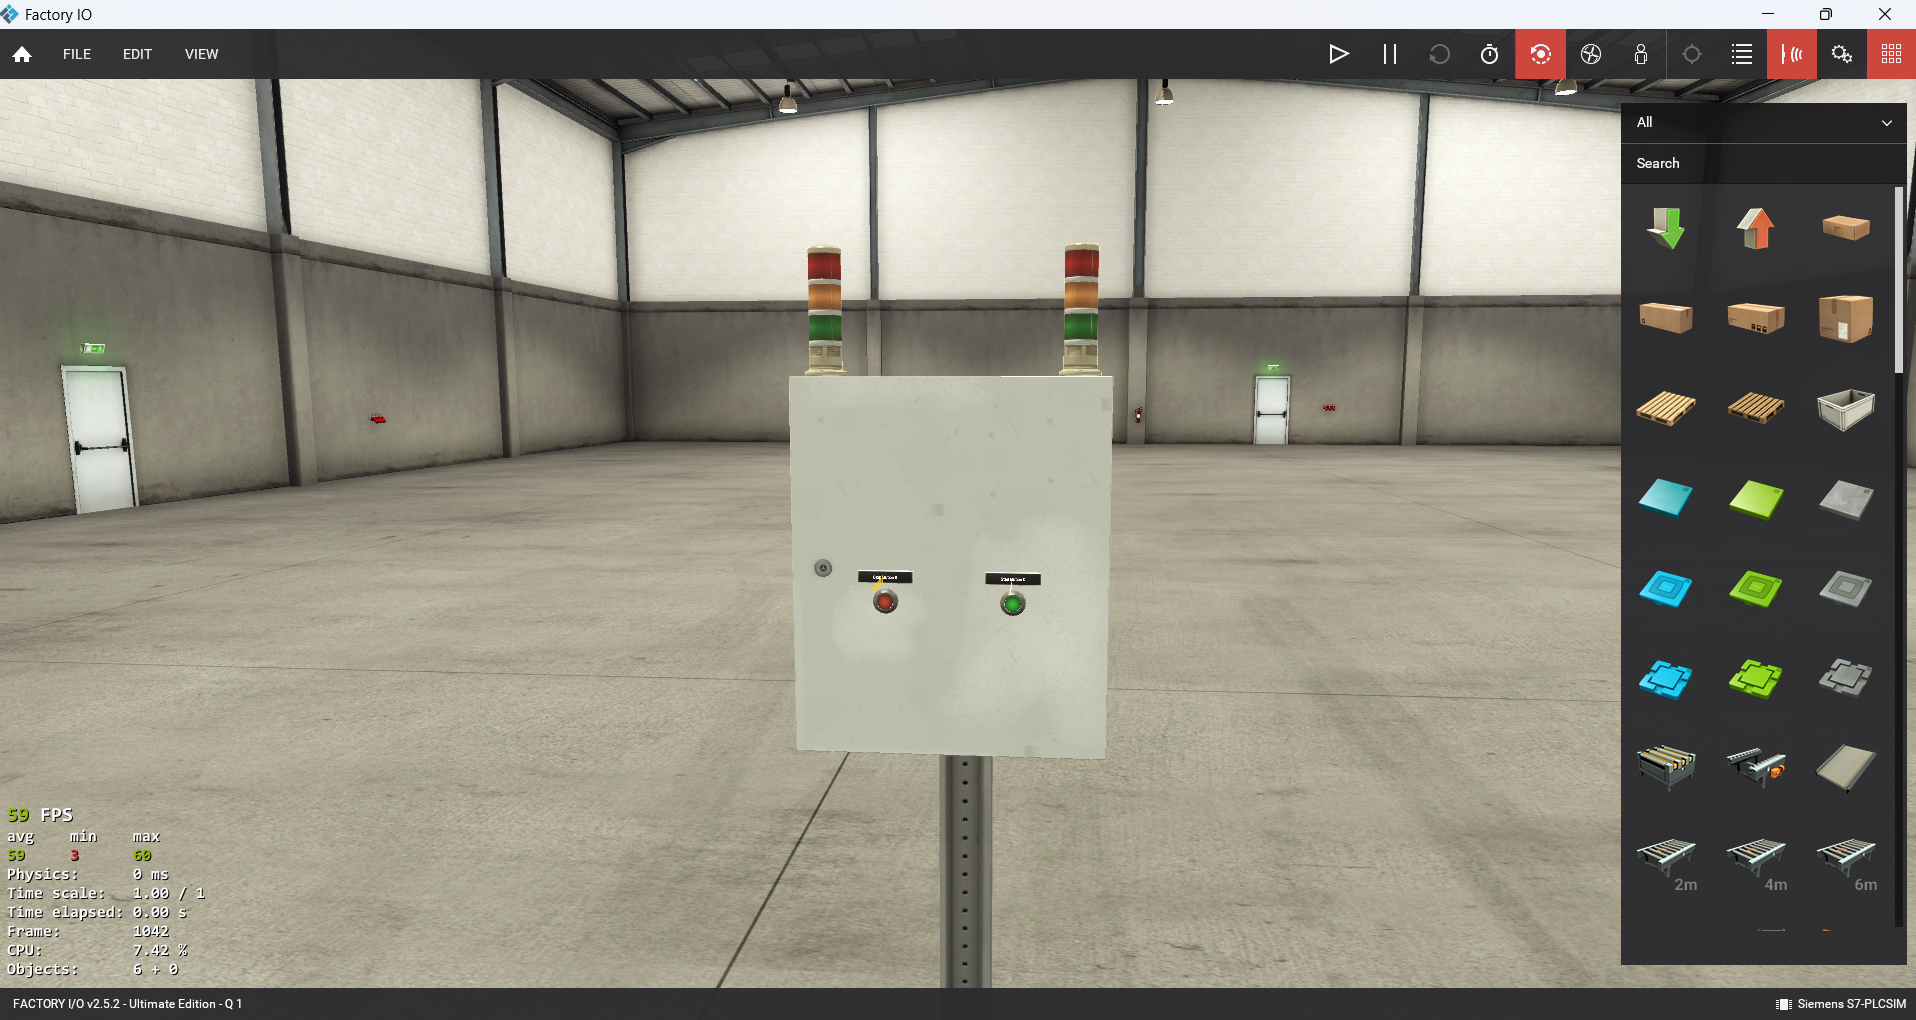 Factory IO
FILE EDIT VIEW
All
Search
2m 4m 6m
59 FPS
avg min max
59 3 60
Physics: 0 ms
Time scale: 1.00 / 1
Time elapsed: 0.00 s
Frame: 1042
CPU: 7.42 %
Objects: 6 + 0
FACTORY I/O v2.5.2 - Ultimate Edition - Q 1
Siemens S7-PLCSIM